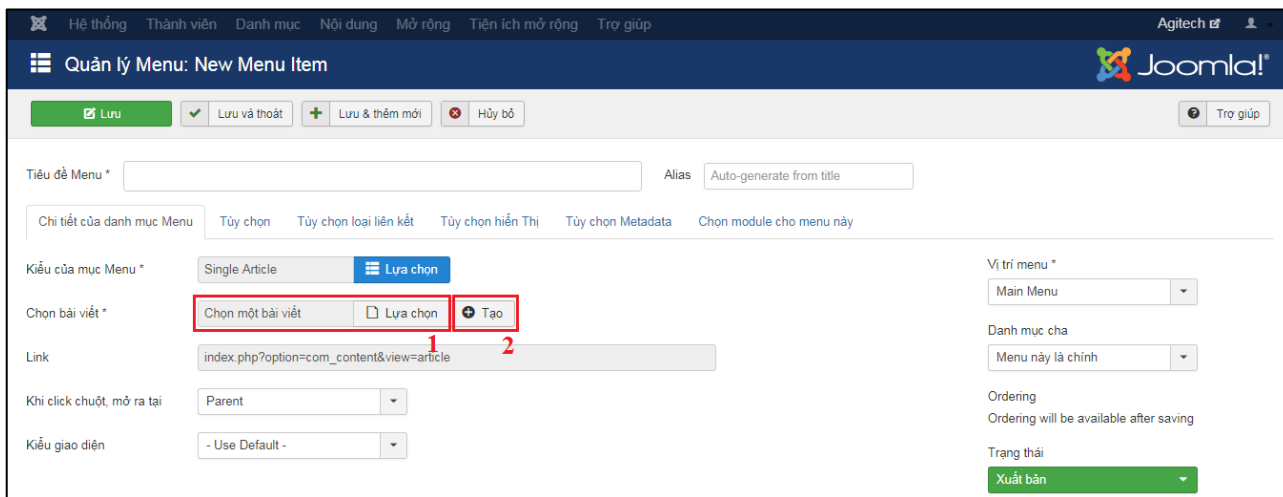 Hệ thống Thành viên Danh mục Nội dung Mở rộng Tiện ích mở rộng Trợ giúp Agitech
Quản lý Menu: New Menu Item Joomla!®
Lưu Lưu và thoát Lưu & thêm mới Hủy bỏ Trợ giúp
Tiêu đề Menu * Alias Auto-generate from title
Chi tiết của danh mục Menu Tùy chọn Tùy chọn loại liên kết Tùy chọn hiển Thị Tùy chọn Metadata Chọn module cho menu này
Kiểu của mục Menu * Single Article Lựa chọn
Vị trí menu *
Main Menu
Chọn bài viết * Chọn một bài viết Lựa chọn Tạo
1 2
Danh mục cha
Link index.php?option=com_content&view=article
Menu này là chính
Khi click chuột, mở ra tại Parent
Ordering
Ordering will be available after saving
Kiểu giao diện - Use Default -
Trạng thái
Xuất bản